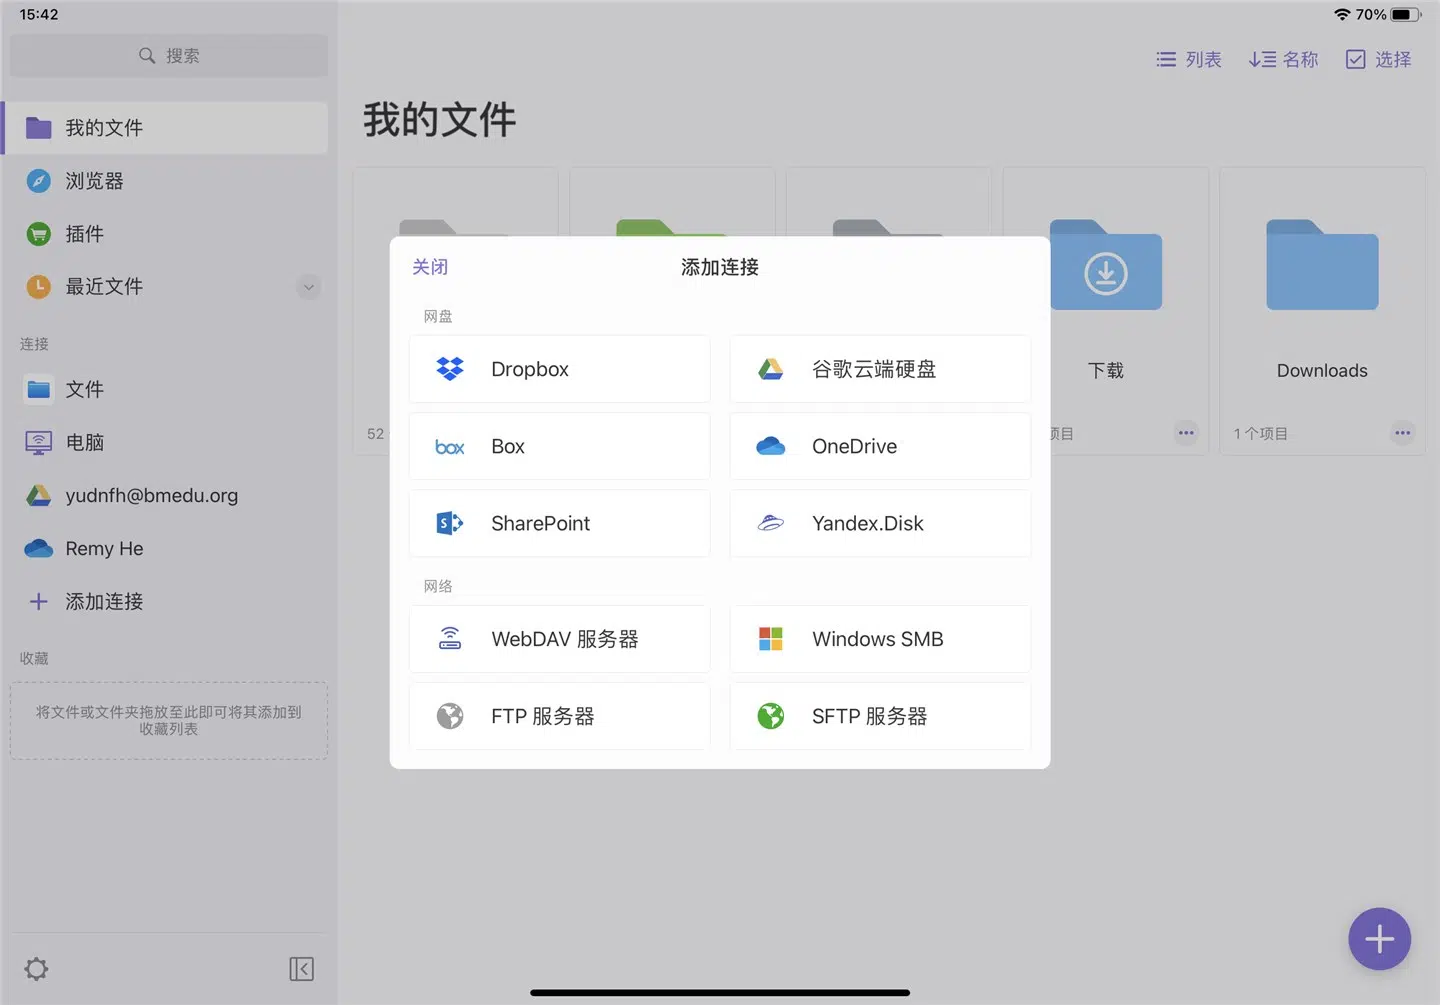 15:42
70%
搜索
我的文件
浏览器
插件
最近文件
连接
文件
电脑
yudnfh@bmedu.org
Remy He
添加连接
收藏
将文件或文件夹拖放至此即可将其添加到
收藏列表
列表
名称
选择
我的文件
下载
Downloads
52
项目
1 个项目
关闭
添加连接
网盘
Dropbox
谷歌云端硬盘
box
Box
OneDrive
S
SharePoint
Yandex.Disk
网络
WebDAV 服务器
Windows SMB
FTP 服务器
SFTP 服务器